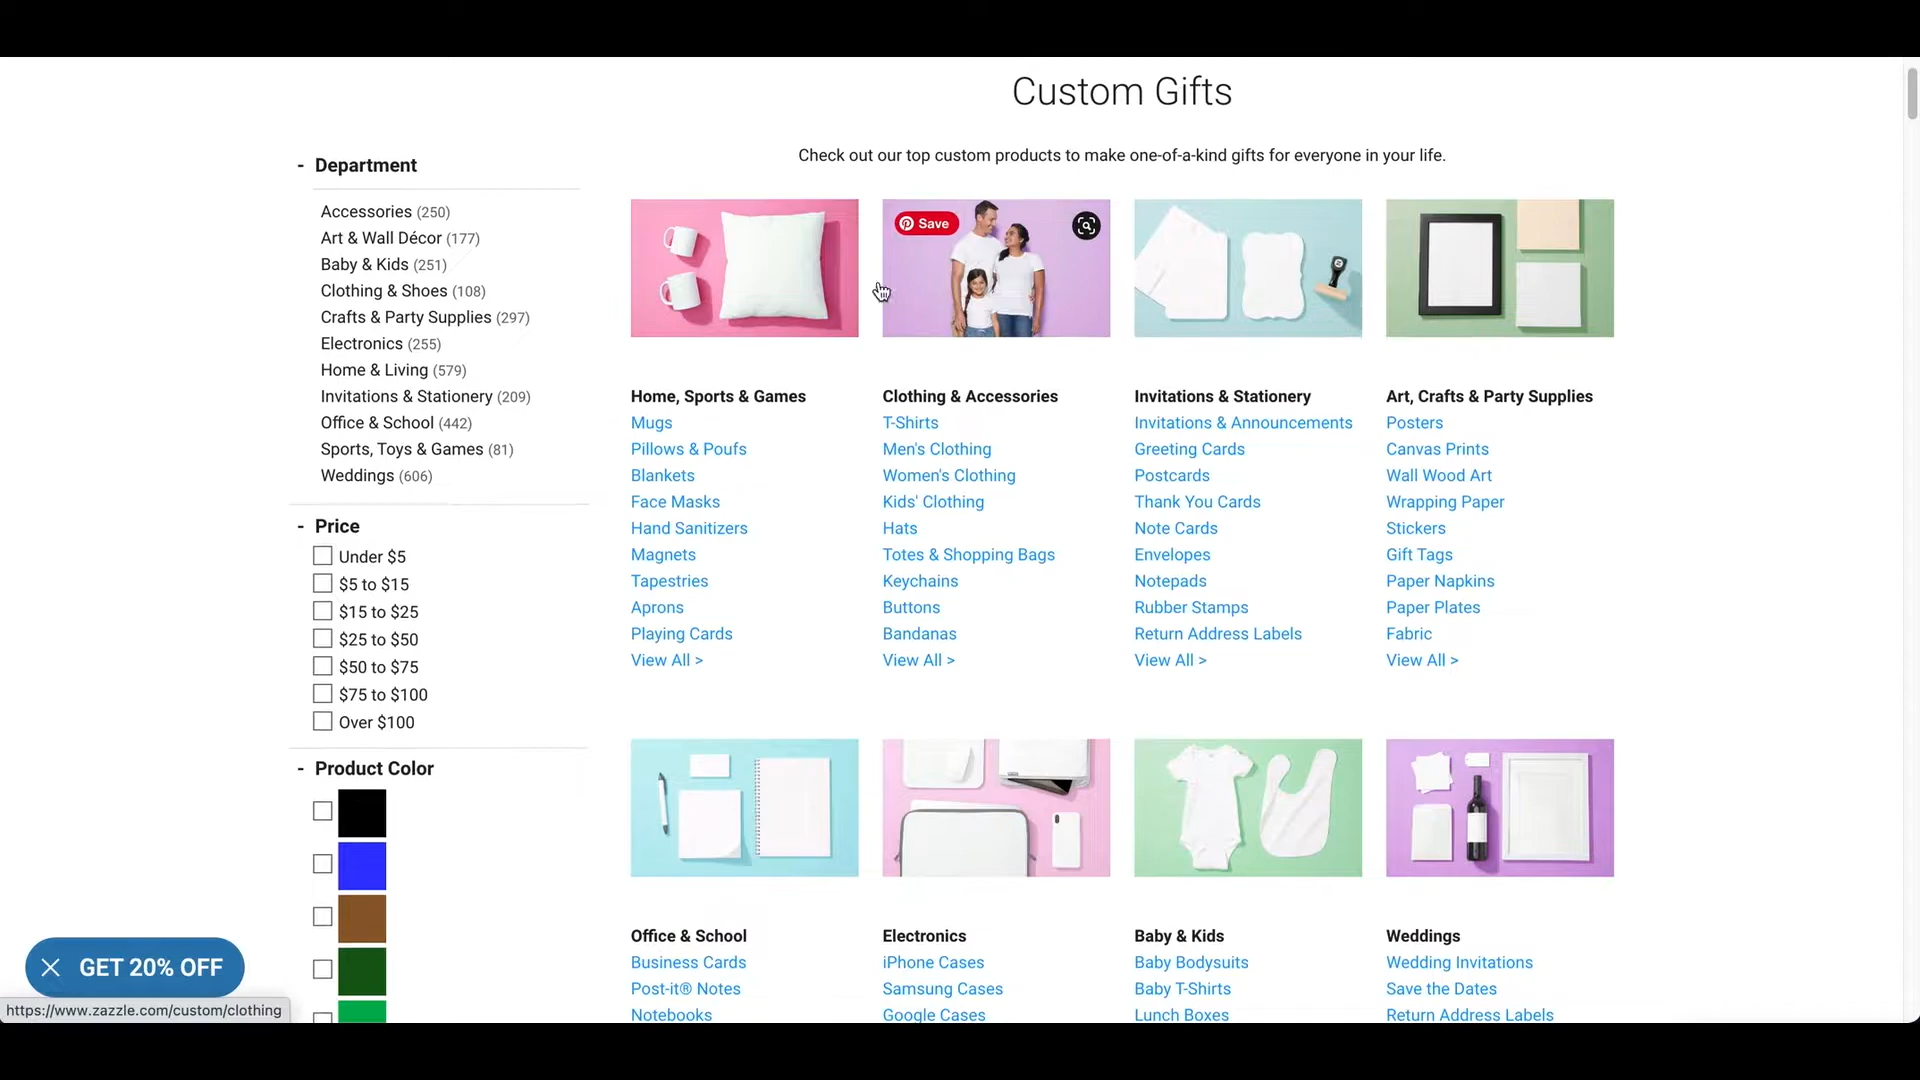 Custom Gifts
Check out our top custom products to make one-of-a-kind gifts for everyone in your life.
- Department
Accessories (250)
Art & Wall Décor (177)
Baby & Kids (251)
Clothing & Shoes (108)
Crafts & Party Supplies (297)
Electronics (255)
Home & Living (579)
Invitations & Stationery (209)
Office & School (442)
Sports, Toys & Games (81)
Weddings (606)
- Price
Under $5
$5 to $15
$15 to $25
$25 to $50
$50 to $75
$75 to $100
Over $100
- Product Color
Save
Home, Sports & Games
Mugs
Pillows & Poufs
Blankets
Face Masks
Hand Sanitizers
Magnets
Tapestries
Aprons
Playing Cards
View All >
Clothing & Accessories
T-Shirts
Men's Clothing
Women's Clothing
Kids' Clothing
Hats
Totes & Shopping Bags
Keychains
Buttons
Bandanas
View All >
Invitations & Stationery
Invitations & Announcements
Greeting Cards
Postcards
Thank You Cards
Note Cards
Envelopes
Notepads
Rubber Stamps
Return Address Labels
View All >
Art, Crafts & Party Supplies
Posters
Canvas Prints
Wall Wood Art
Wrapping Paper
Stickers
Gift Tags
Paper Napkins
Paper Plates
Fabric
View All >
Office & School
Business Cards
Post-it® Notes
Notebooks
Electronics
iPhone Cases
Samsung Cases
Google Cases
Baby & Kids
Baby Bodysuits
Baby T-Shirts
Lunch Boxes
Weddings
Wedding Invitations
Save the Dates
Return Address Labels
GET 20% OFF
https://www.zazzle.com/custom/clothing